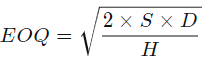 EOQ = √((2 × S × D) / H)